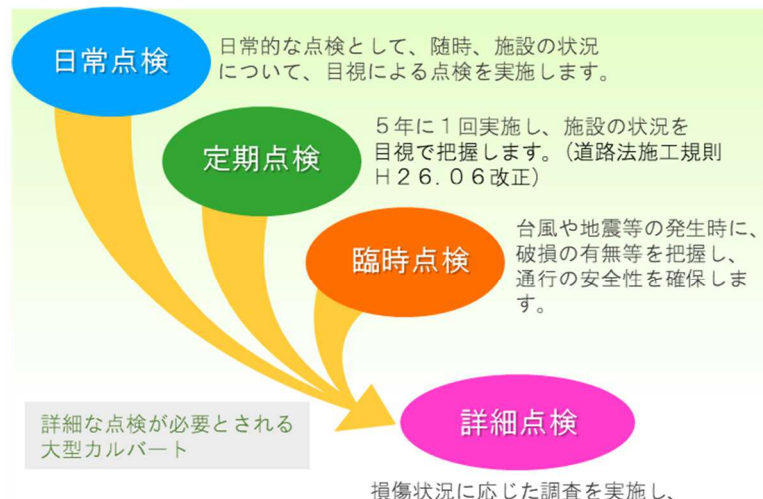 日常点検
日常的な点検として、随時、施設の状況
について、目視による点検を実施します。
定期点検
５年に１回実施し、施設の状況を
目視で把握します。（道路法施工規則
Ｈ２６.０６改正）
臨時点検
台風や地震等の発生時に、
破損の有無等を把握し、
通行の安全性を確保しま
す。
詳細な点検が必要とされる
大型カルバート
詳細点検
損傷状況に応じた調査を実施し、